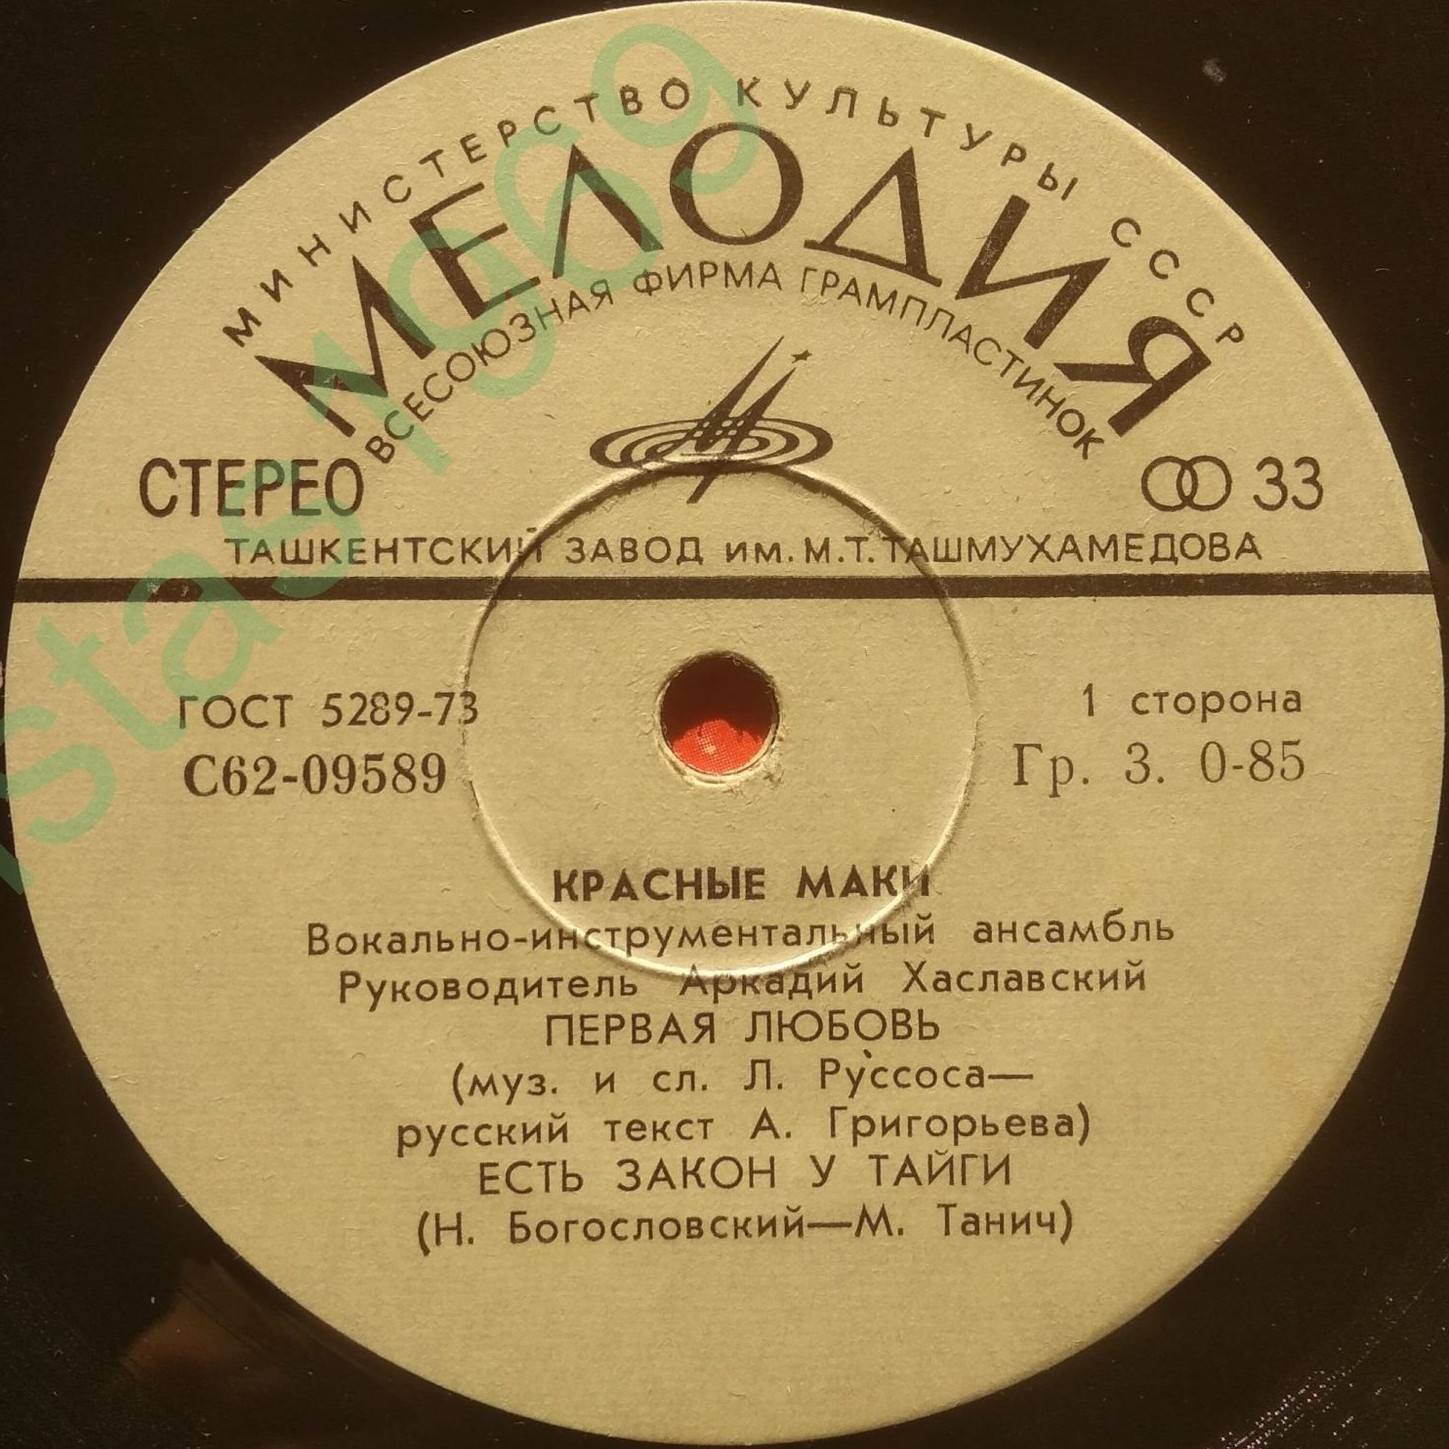 МИНИСТЕРСТВО КУЛЬТУРЫ СССР
МЕЛОДИЯ
ВСЕСОЮЗНАЯ ФИРМА ГРАМПЛАСТИНОК
СТЕРЕО
33
ТАШКЕНТСКИЙ ЗАВОД им. М.Т. ТАШМУХАМЕДОВА
ГОСТ 5289-73
1 сторона
С62-09589
Гр. 3. 0-85
КРАСНЫЕ МАКИ
Вокально-инструментальный ансамбль
Руководитель Аркадий Хаславский
ПЕРВАЯ ЛЮБОВЬ
(муз. и сл. Л. Руссоса—
русский текст А. Григорьева)
ЕСТЬ ЗАКОН У ТАЙГИ
(Н. Богословский—М. Танич)